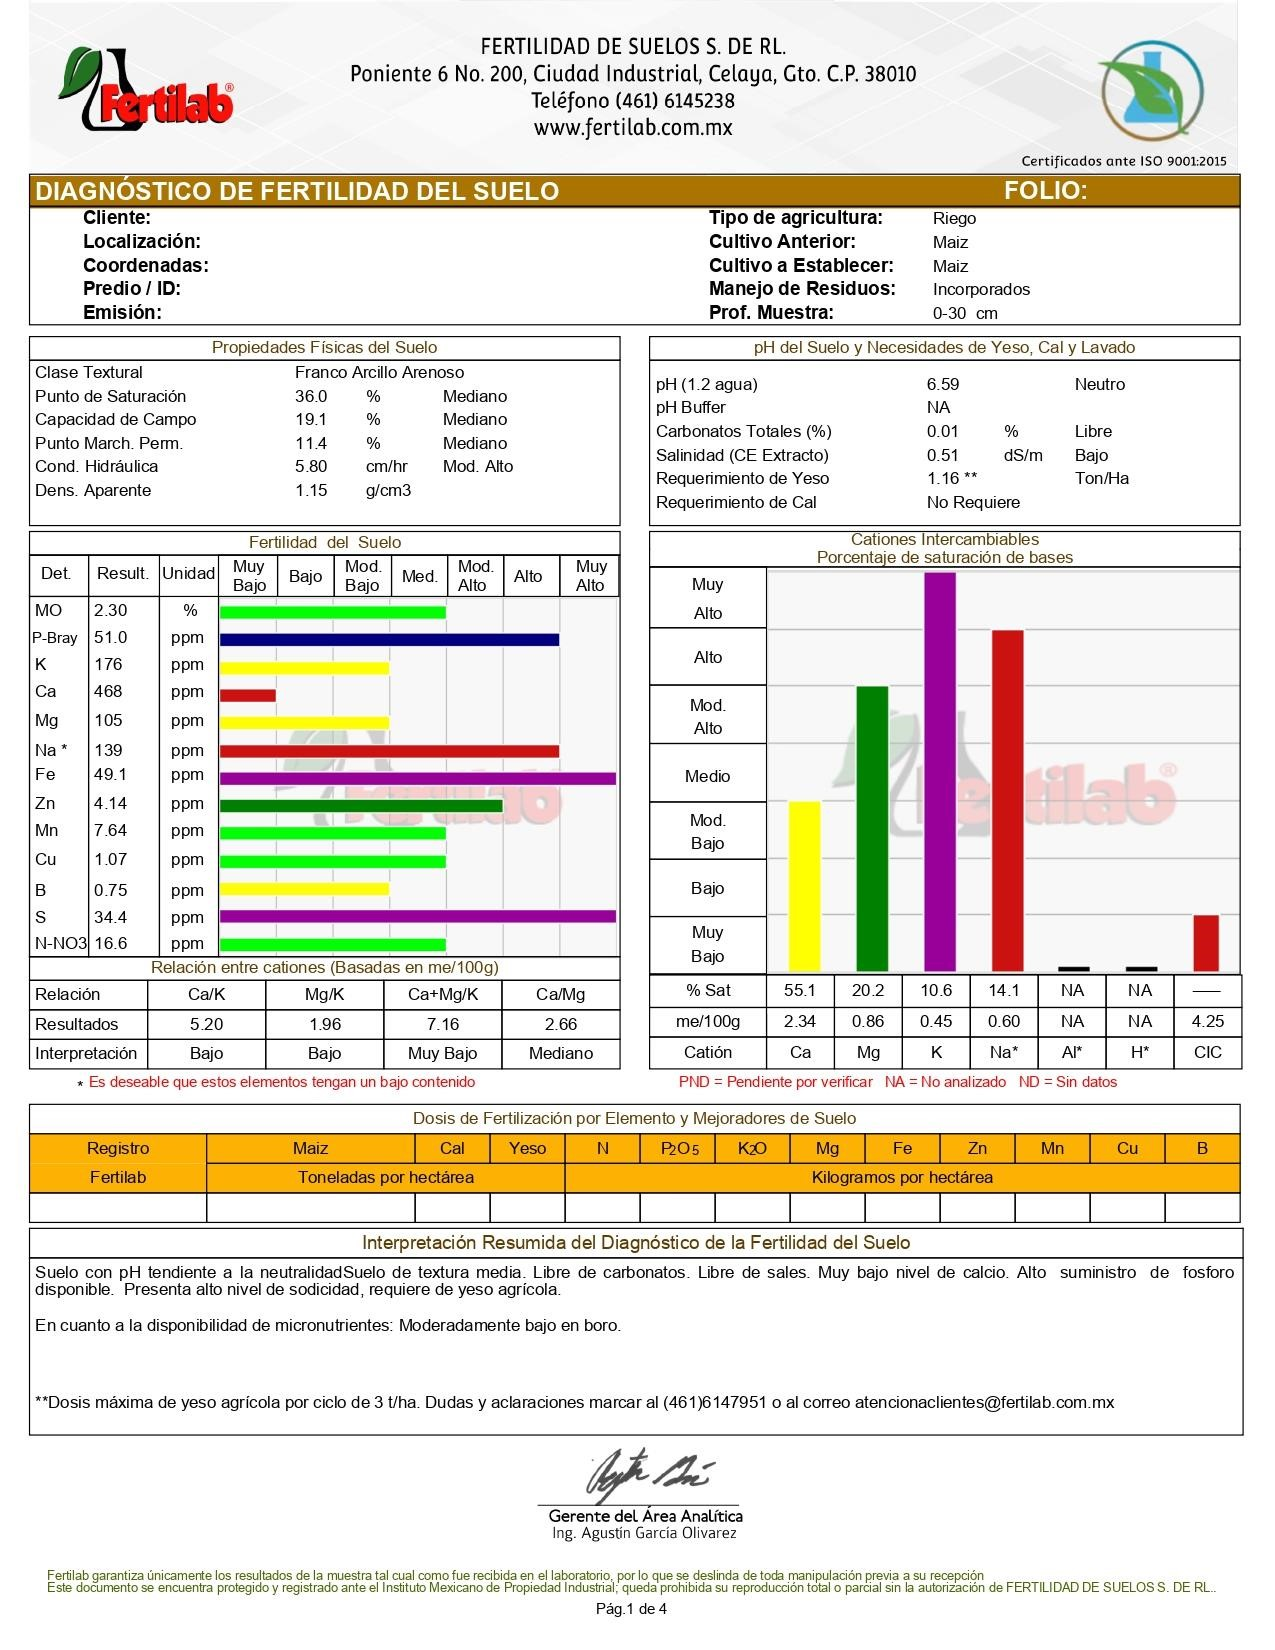 FERTILIDAD DE SUELOS S. DE RL.
Poniente 6 No. 200, Ciudad Industrial, Celaya, Gto. C.P. 38010
Teléfono (461) 6145238
www.fertilab.com.mx
Fertilab®
Certificados ante ISO 9001:2015
DIAGNÓSTICO DE FERTILIDAD DEL SUELO FOLIO:
Cliente: Tipo de agricultura: Riego
Localización: Cultivo Anterior: Maiz
Coordenadas: Cultivo a Establecer: Maiz
Predio / ID: Manejo de Residuos: Incorporados
Emisión: Prof. Muestra: 0-30 cm
Propiedades Físicas del Suelo
Clase Textural Franco Arcillo Arenoso
Punto de Saturación 36.0 % Mediano
Capacidad de Campo 19.1 % Mediano
Punto March. Perm. 11.4 % Mediano
Cond. Hidráulica 5.80 cm/hr Mod. Alto
Dens. Aparente 1.15 g/cm3
pH del Suelo y Necesidades de Yeso, Cal y Lavado
pH (1.2 agua) 6.59 Neutro
pH Buffer NA
Carbonatos Totales (%) 0.01 % Libre
Salinidad (CE Extracto) 0.51 dS/m Bajo
Requerimiento de Yeso 1.16 ** Ton/Ha
Requerimiento de Cal No Requiere
Fertilidad del Suelo
Det. Result. Unidad Muy Bajo Bajo Mod. Bajo Med. Mod. Alto Alto Muy Alto
MO 2.30 %
P-Bray 51.0 ppm
K 176 ppm
Ca 468 ppm
Mg 105 ppm
Na * 139 ppm
Fe 49.1 ppm
Zn 4.14 ppm
Mn 7.64 ppm
Cu 1.07 ppm
B 0.75 ppm
S 34.4 ppm
N-NO3 16.6 ppm
Fertilab®
Relación entre cationes (Basadas en me/100g)
Relación Ca/K Mg/K Ca+Mg/K Ca/Mg
Resultados 5.20 1.96 7.16 2.66
Interpretación Bajo Bajo Muy Bajo Mediano
* Es deseable que estos elementos tengan un bajo contenido
Cationes Intercambiables
Porcentaje de saturación de bases
Muy
Alto
Alto
Mod.
Alto
Medio
Mod.
Bajo
Bajo
Muy
Bajo
Fertilab®
% Sat 55.1 20.2 10.6 14.1 NA NA ——
me/100g 2.34 0.86 0.45 0.60 NA NA 4.25
Catión Ca Mg K Na* Al* H* CIC
PND = Pendiente por verificar NA = No analizado ND = Sin datos
Dosis de Fertilización por Elemento y Mejoradores de Suelo
Registro Maiz Cal Yeso N P2O5 K2O Mg Fe Zn Mn Cu B
Fertilab Toneladas por hectárea Kilogramos por hectárea
Interpretación Resumida del Diagnóstico de la Fertilidad del Suelo
Suelo con pH tendiente a la neutralidadSuelo de textura media. Libre de carbonatos. Libre de sales. Muy bajo nivel de calcio. Alto suministro de fosforo
disponible. Presenta alto nivel de sodicidad, requiere de yeso agrícola.
En cuanto a la disponibilidad de micronutrientes: Moderadamente bajo en boro.
**Dosis máxima de yeso agrícola por ciclo de 3 t/ha. Dudas y aclaraciones marcar al (461)6147951 o al correo atencionaclientes@fertilab.com.mx
Gerente del Área Analítica
Ing. Agustín García Olivarez
Fertilab garantiza únicamente los resultados de la muestra tal cual como fue recibida en el laboratorio, por lo que se deslinda de toda manipulación previa a su recepción
Este documento se encuentra protegido y registrado ante el Instituto Mexicano de Propiedad Industrial; queda prohibida su reproducción total o parcial sin la autorización de FERTILIDAD DE SUELOS S. DE RL..
Pág.1 de 4